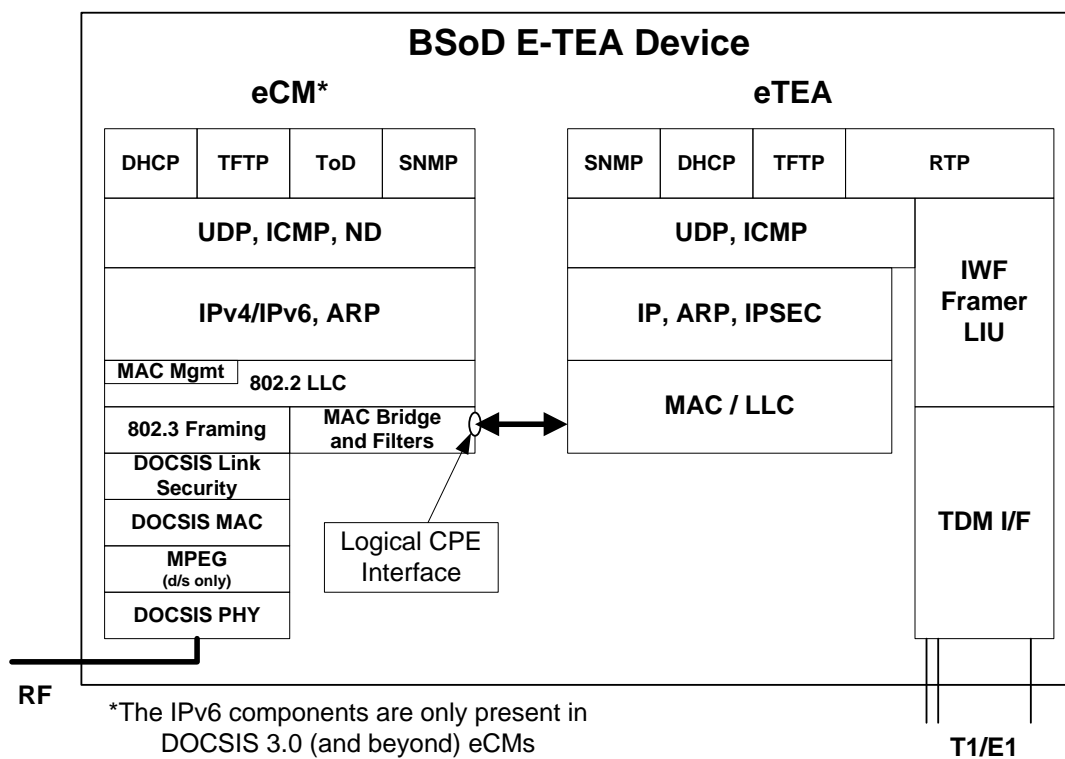 BSoD E-TEA Device
eCM*
eTEA
DHCP
TFTP
ToD
SNMP
SNMP
DHCP
TFTP
RTP
UDP, ICMP, ND
UDP, ICMP
IWF
Framer
LIU
IPv4/IPv6, ARP
IP, ARP, IPSEC
MAC Mgmt
802.2 LLC
MAC / LLC
802.3 Framing
MAC Bridge
and Filters
DOCSIS Link
Security
DOCSIS MAC
MPEG
(d/s only)
DOCSIS PHY
Logical CPE
Interface
TDM I/F
RF
*The IPv6 components are only present in
DOCSIS 3.0 (and beyond) eCMs
T1/E1